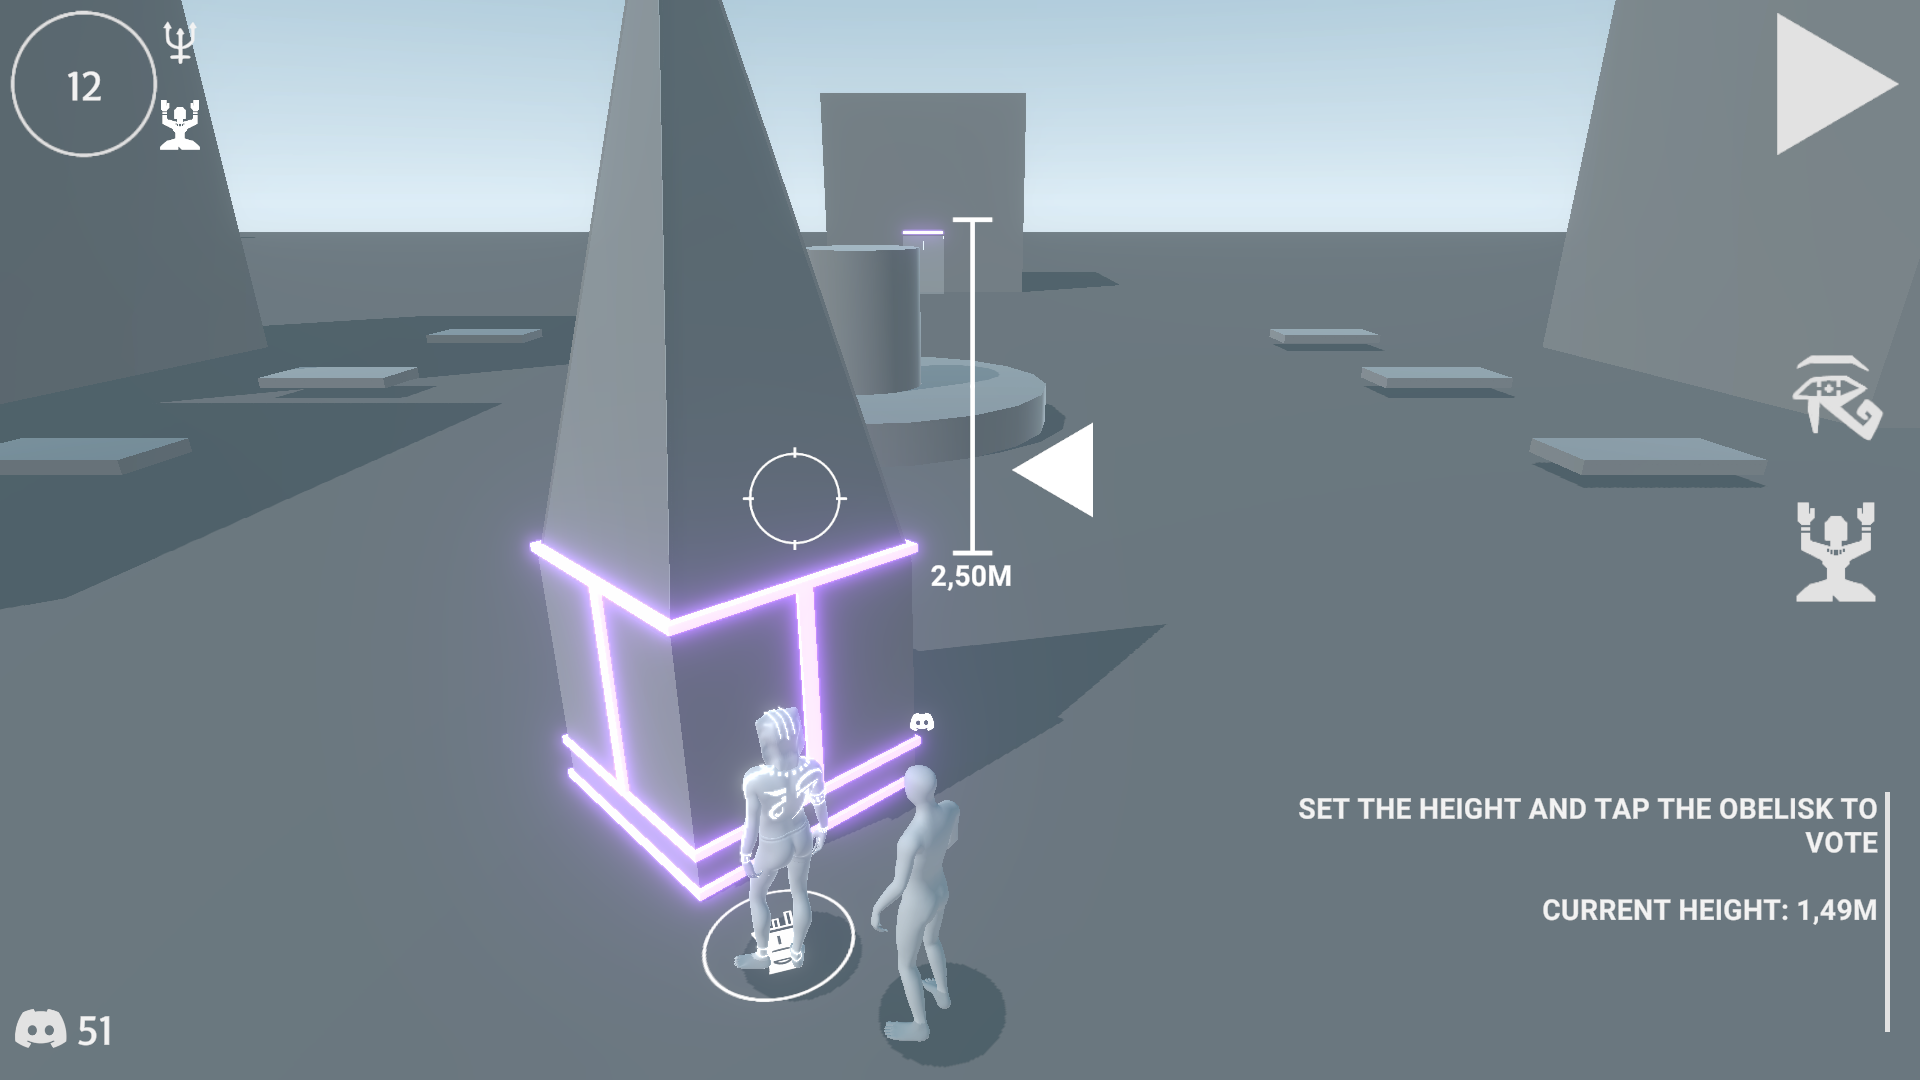 12
2,50M
SET THE HEIGHT AND TAP THE OBELISK TO
VOTE
CURRENT HEIGHT: 1,49M
51